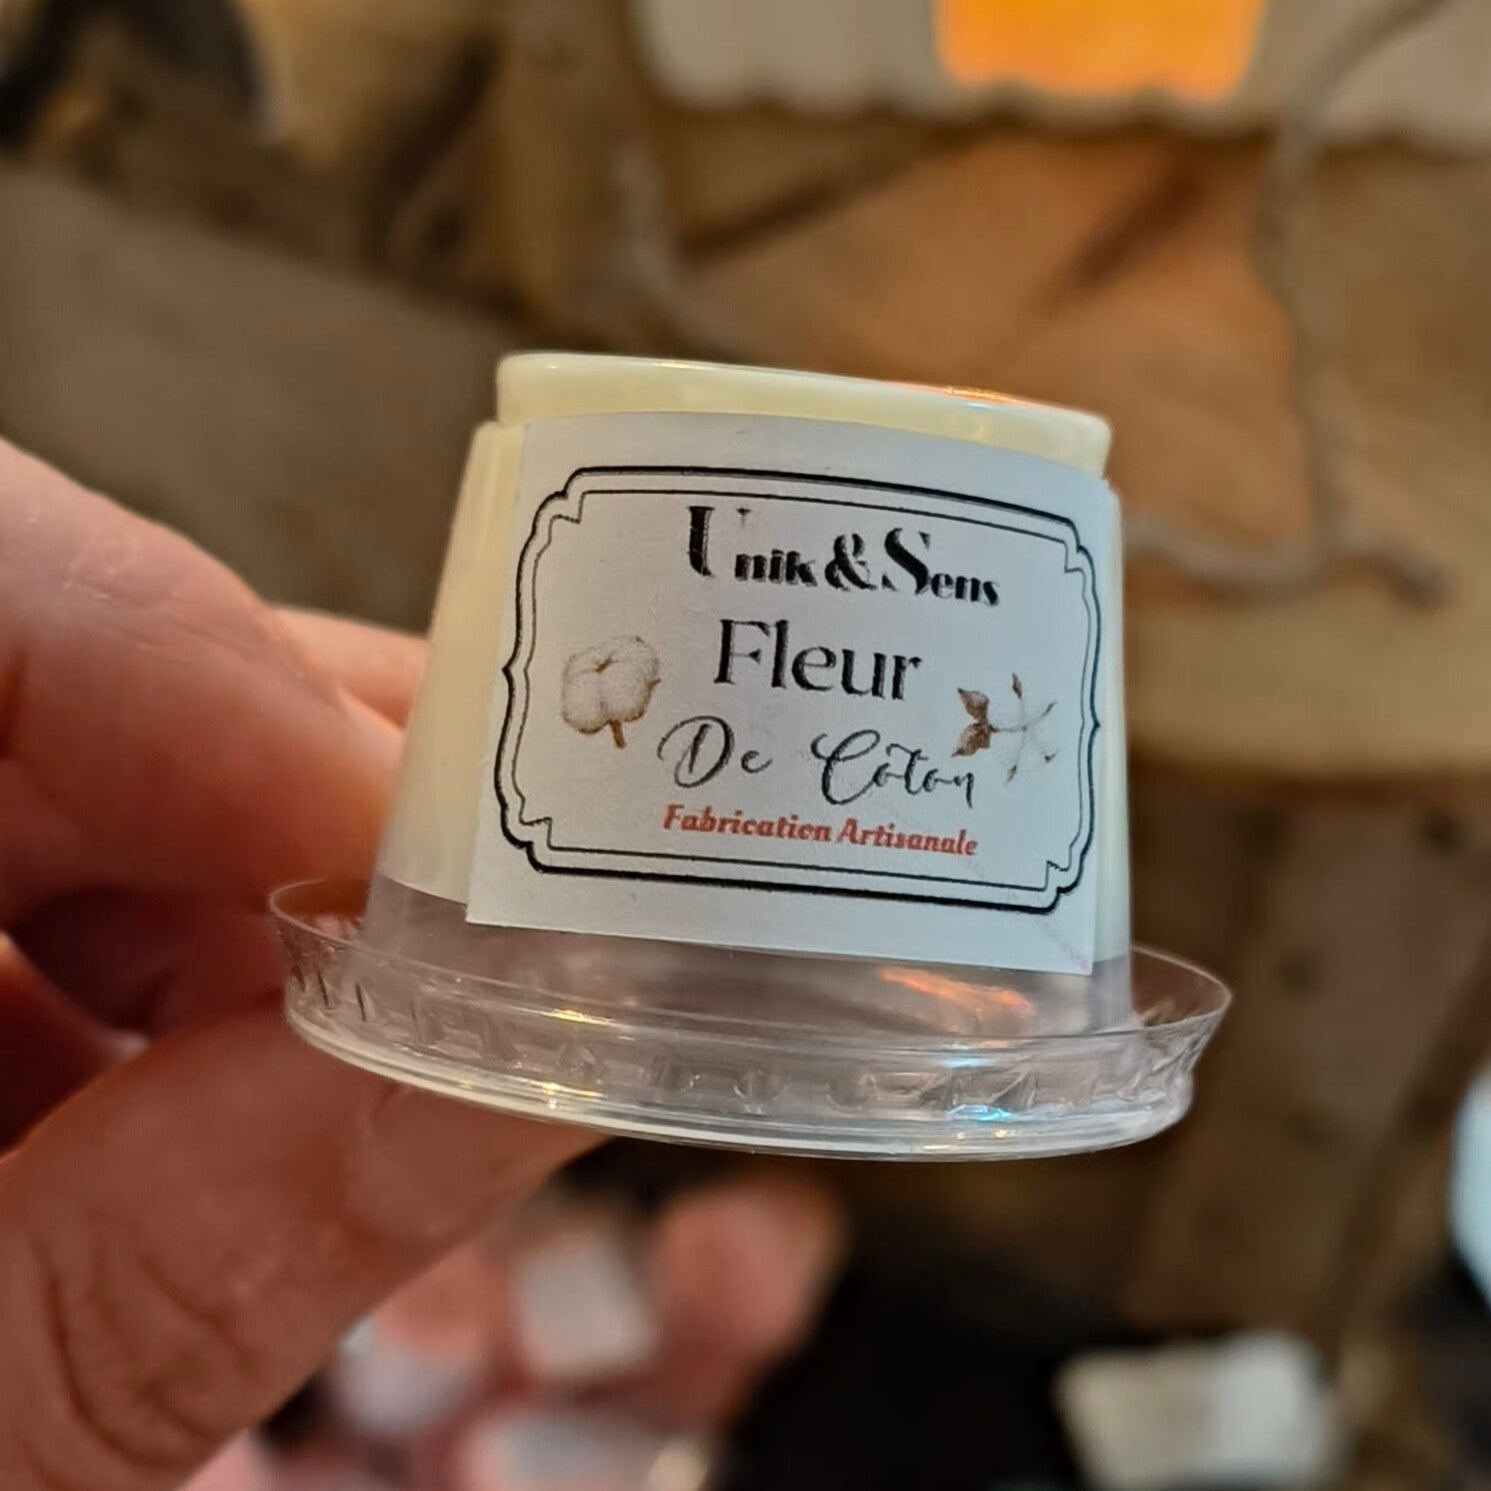 Unik & Sens
Fleur
De Coton
Fabrication Artisanale